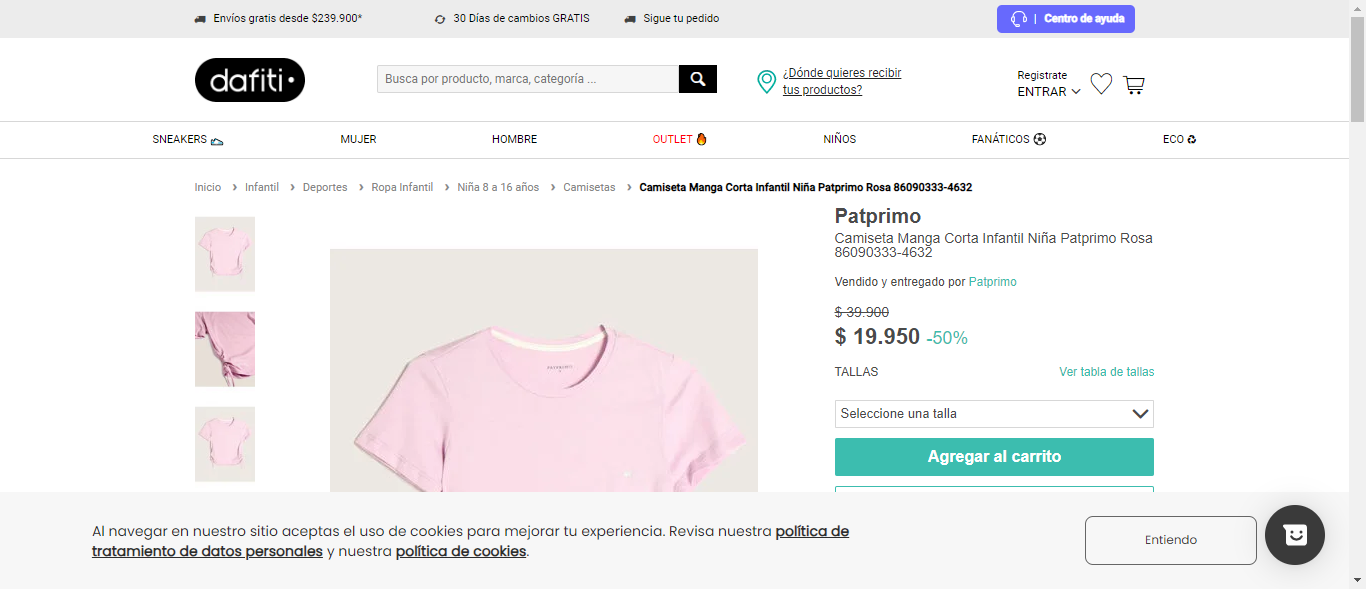 Envíos gratis desde $239.900*
30 Días de cambios GRATIS
Sigue tu pedido
| Centro de ayuda
dafiti
Busca por producto, marca, categoría ...
¿Dónde quieres recibir
tus productos?
Registrate
ENTRAR
SNEAKERS
MUJER
HOMBRE
OUTLET
NIÑOS
FANÁTICOS
ECO
Inicio > Infantil > Deportes > Ropa Infantil > Niña 8 a 16 años > Camisetas > Camiseta Manga Corta Infantil Niña Patprimo Rosa 86090333-4632
Patprimo
Camiseta Manga Corta Infantil Niña Patprimo Rosa
86090333-4632
Vendido y entregado por Patprimo
$ 39.900
$ 19.950 -50%
TALLAS
Ver tabla de tallas
Seleccione una talla
Agregar al carrito
PATPRIMO
Al navegar en nuestro sitio aceptas el uso de cookies para mejorar tu experiencia. Revisa nuestra política de
tratamiento de datos personales y nuestra política de cookies.
Entiendo